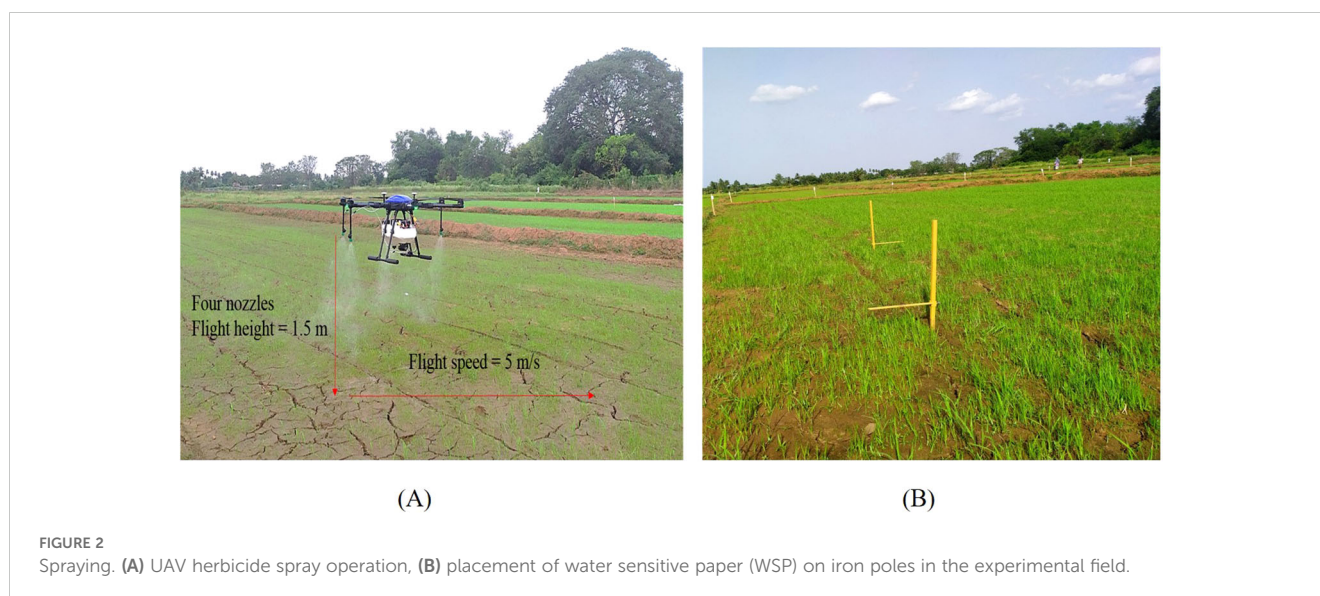 Four nozzles
Flight height = 1.5 m
Flight speed = 5 m/s
(A)
(B)
FIGURE 2
Spraying. (A) UAV herbicide spray operation, (B) placement of water sensitive paper (WSP) on iron poles in the experimental field.